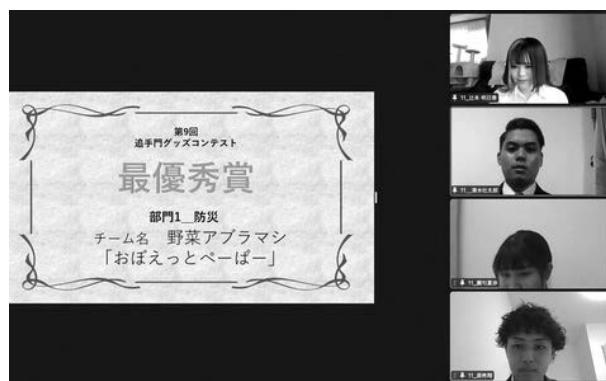 第9回
追手門グッズコンテスト
最優秀賞
部門1__防災
チーム名 野菜アブラマシ
「おぼえっとぺーぱー」